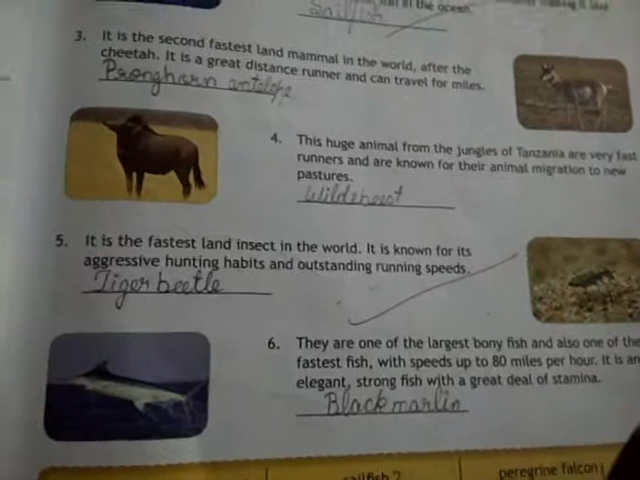 in the ocean.
Sailfish
3. It is the second fastest land mammal in the world, after the
cheetah. It is a great distance runner and can travel for miles.
Pronghorn antelope
4. This huge animal from the jungles of Tanzania are very fast
runners and are known for their animal migration to new
pastures.
Wildebeest
5. It is the fastest land insect in the world. It is known for its
aggressive hunting habits and outstanding running speeds.
Tiger beetle
6. They are one of the largest bony fish and also one of the
fastest fish, with speeds up to 80 miles per hour. It is an
elegant, strong fish with a great deal of stamina.
Black marlin
sailfish ? peregrine falcon